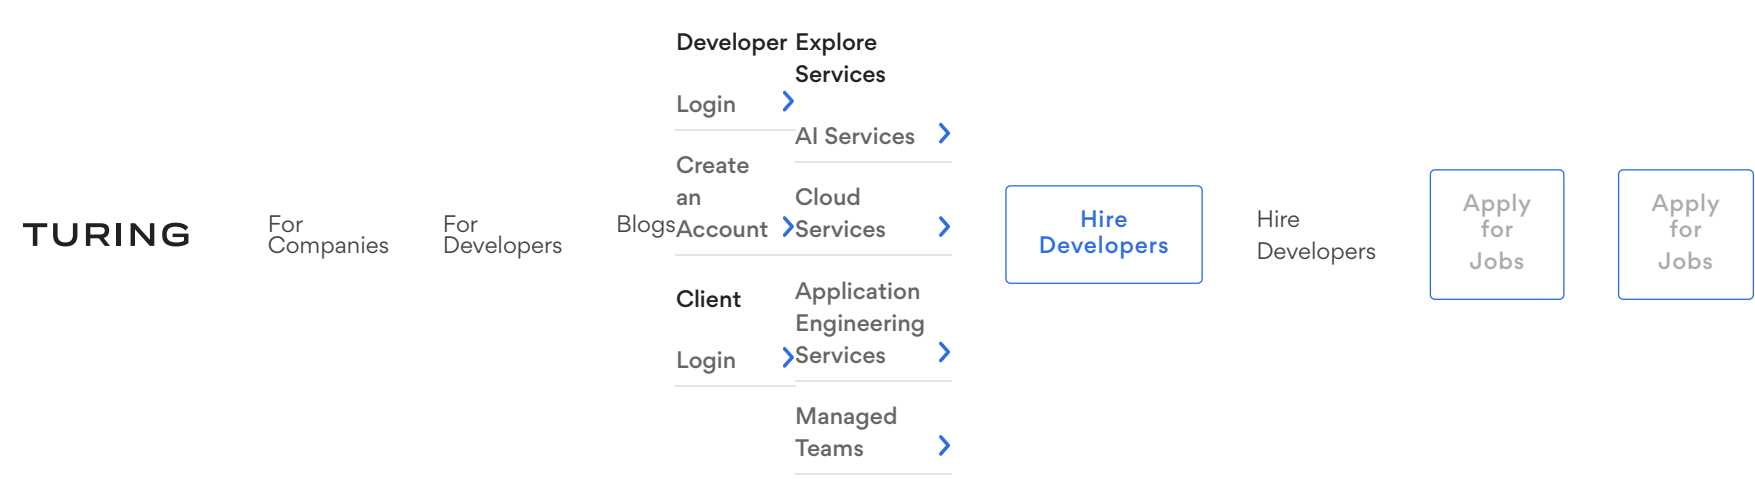 TURING
For
Companies
For
Developers
Blogs
Developer
Login
Create
an
Account
Client
Login
Explore
Services
AI Services
Cloud
Services
Application
Engineering
Services
Managed
Teams
Hire
Developers
Hire
Developers
Apply
for
Jobs
Apply
for
Jobs